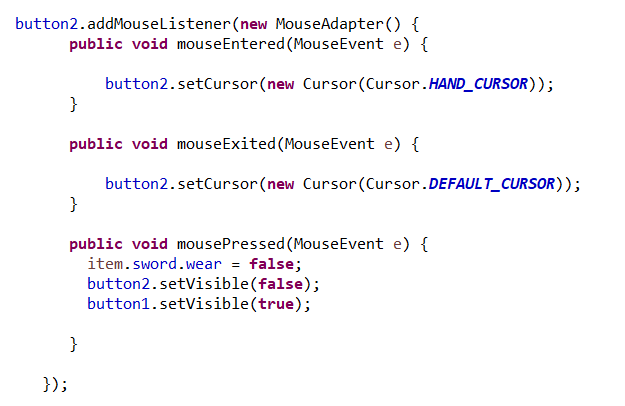 button2.addMouseListener(new MouseAdapter() {
public void mouseEntered(MouseEvent e) {
button2.setCursor(new Cursor(Cursor.HAND_CURSOR));
}
public void mouseExited(MouseEvent e) {
button2.setCursor(new Cursor(Cursor.DEFAULT_CURSOR));
}
public void mousePressed(MouseEvent e) {
item.sword.wear = false;
button2.setVisible(false);
button1.setVisible(true);
}
});